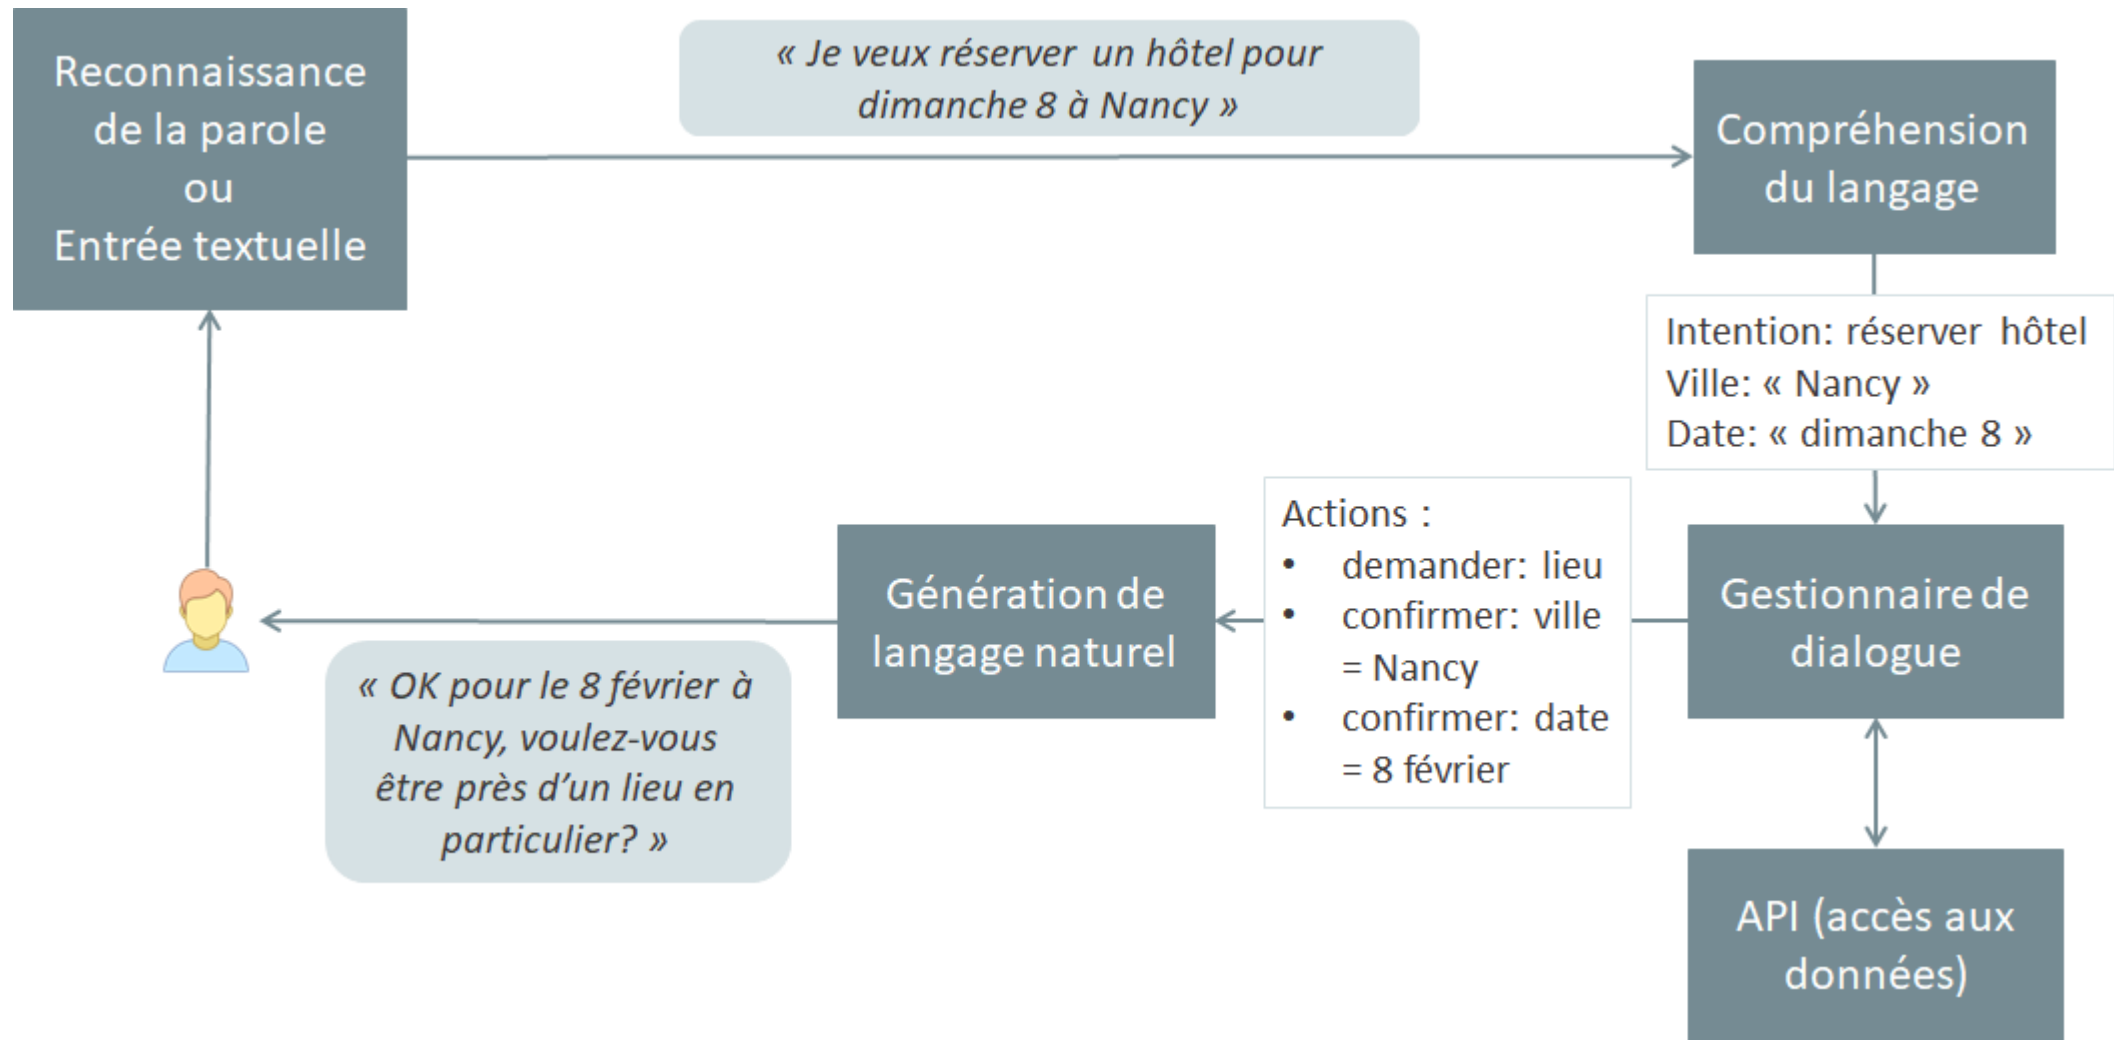 Reconnaissance
de la parole
ou
Entrée textuelle
« Je veux réserver un hôtel pour
dimanche 8 à Nancy »
Compréhension
du langage
Intention: réserver hôtel
Ville: « Nancy »
Date: « dimanche 8 »
Gestionnaire de
dialogue
API (accès aux
données)
Actions :
• demander: lieu
• confirmer: ville
= Nancy
• confirmer: date
= 8 février
Génération de
langage naturel
« OK pour le 8 février à
Nancy, voulez-vous
être près d’un lieu en
particulier? »